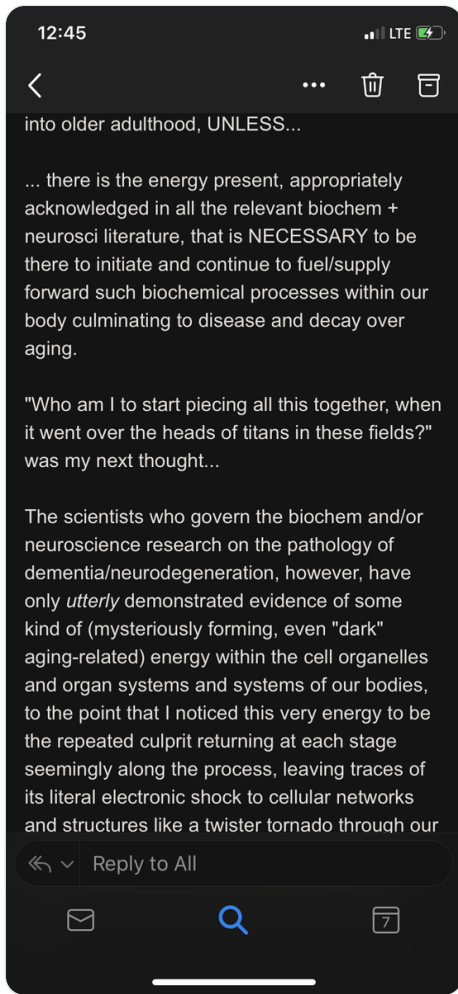 12:45
LTE
into older adulthood, UNLESS...
... there is the energy present, appropriately
acknowledged in all the relevant biochem +
neurosci literature, that is NECESSARY to be
there to initiate and continue to fuel/supply
forward such biochemical processes within our
body culminating to disease and decay over
aging.
"Who am I to start piecing all this together, when
it went over the heads of titans in these fields?"
was my next thought...
The scientists who govern the biochem and/or
neuroscience research on the pathology of
dementia/neurodegeneration, however, have
only utterly demonstrated evidence of some
kind of (mysteriously forming, even "dark"
aging-related) energy within the cell organelles
and organ systems and systems of our bodies,
to the point that I noticed this very energy to be
the repeated culprit returning at each stage
seemingly along the process, leaving traces of
its literal electronic shock to cellular networks
and structures like a twister tornado through our
Reply to All
7